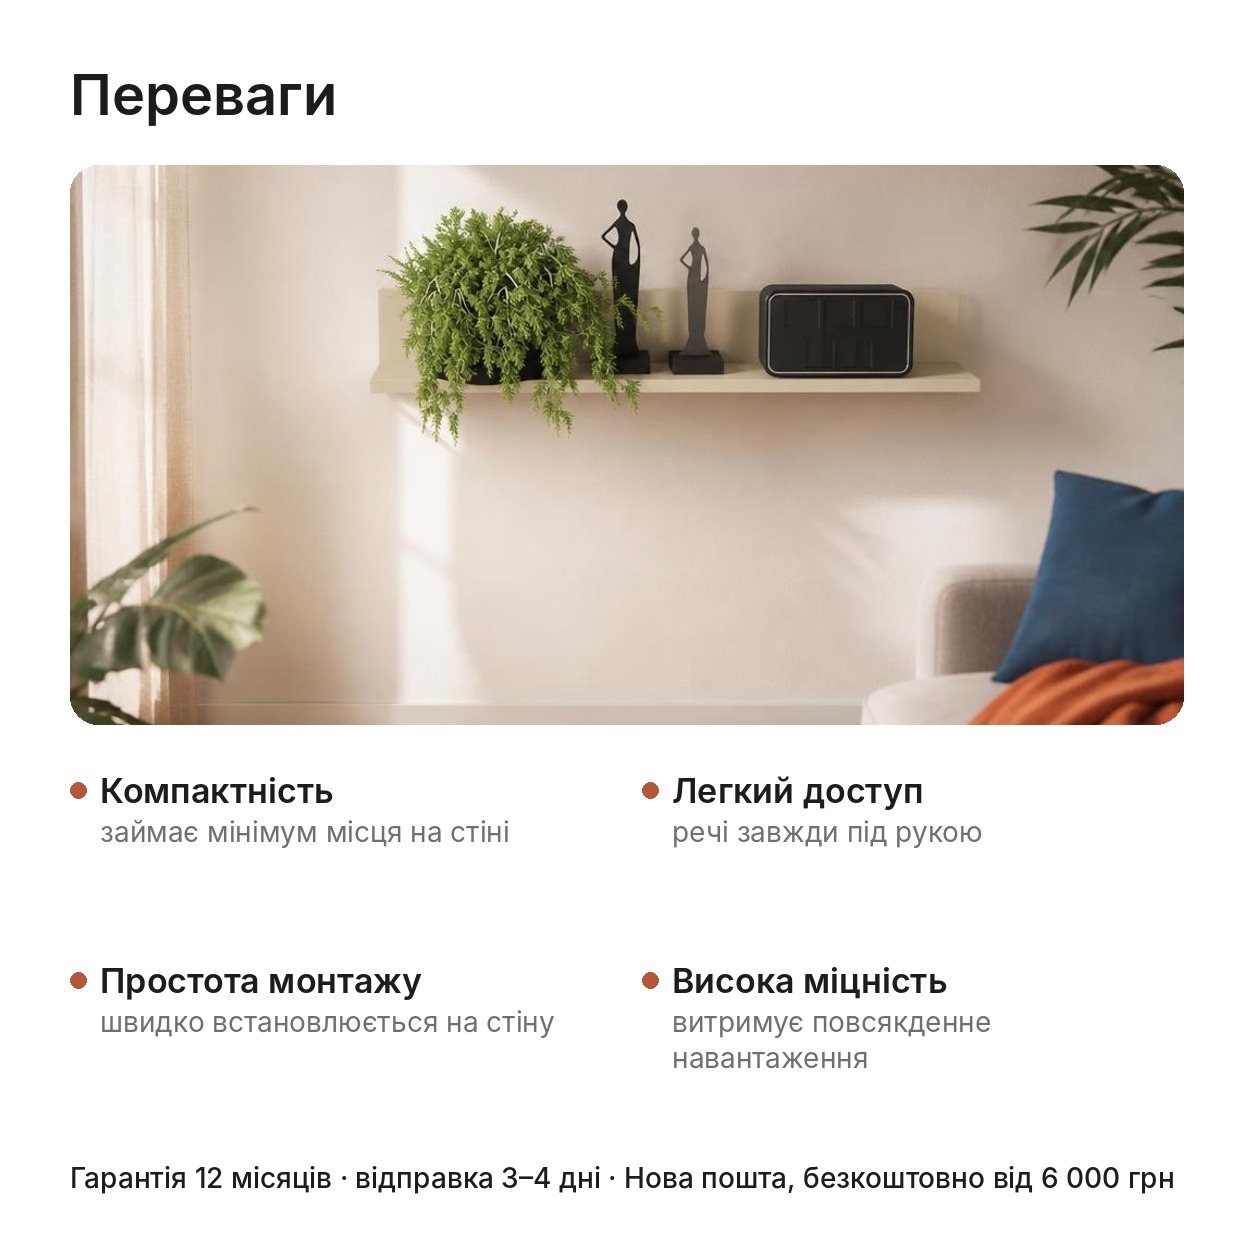 Переваги
Компактність
займає мінімум місця на стіні
Легкий доступ
речі завжди під рукою
Простота монтажу
швидко встановлюється на стіну
Висока міцність
витримує повсякденне
навантаження
Гарантія 12 місяців · відправка 3–4 дні · Нова пошта, безкоштовно від 6 000 грн